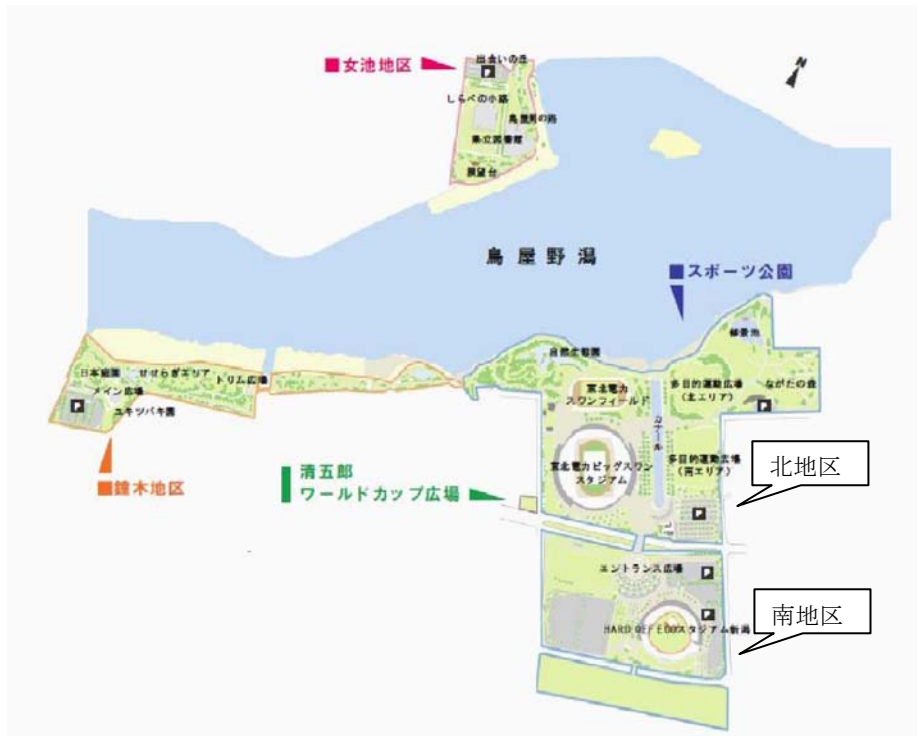 ■女池地区
出会いの森
P
しらべの小路
鳥屋野の路
県立図書館
展望台
鳥屋野潟
■スポーツ公園
自然生態園
東北電力
スワンフィールド
カナール
多目的運動広場
(北エリア)
ながたの森
P
日本庭園
せせらぎエリア
トリム広場
メイン広場
P
ユキツバキ園
■鐘木地区
清五郎
ワールドカップ広場
東北電力ビッグスワン
スタジアム
多目的運動広場
(南エリア)
P
北地区
エントランス広場
P
P
HARD OFF ECOスタジアム新潟
南地区